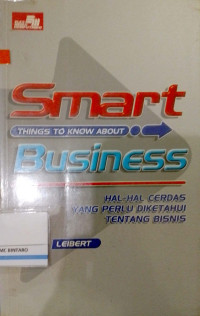 Smart
THINGS TO KNOW ABOUT
Business
HAL-HAL CERDAS
YANG PERLU DIKETAHUI
TENTANG BISNIS
LEIBERT